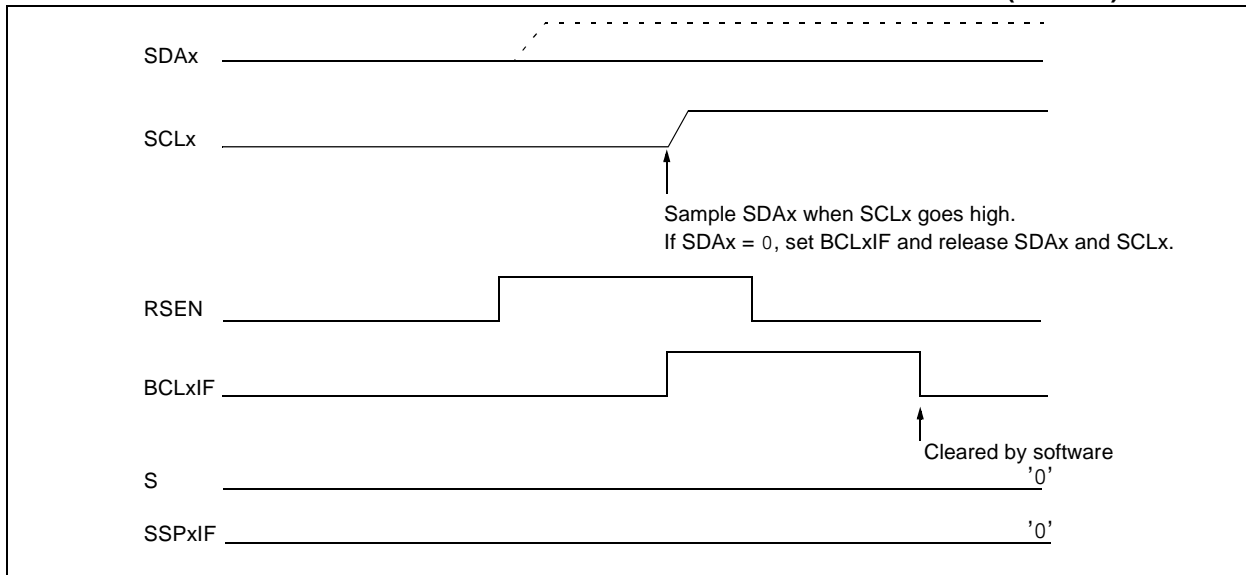 SDAx
SCLx
Sample SDAx when SCLx goes high.
If SDAx = 0, set BCLxIF and release SDAx and SCLx.
RSEN
BCLxIF
Cleared by software
S
'0'
SSPxIF
'0'